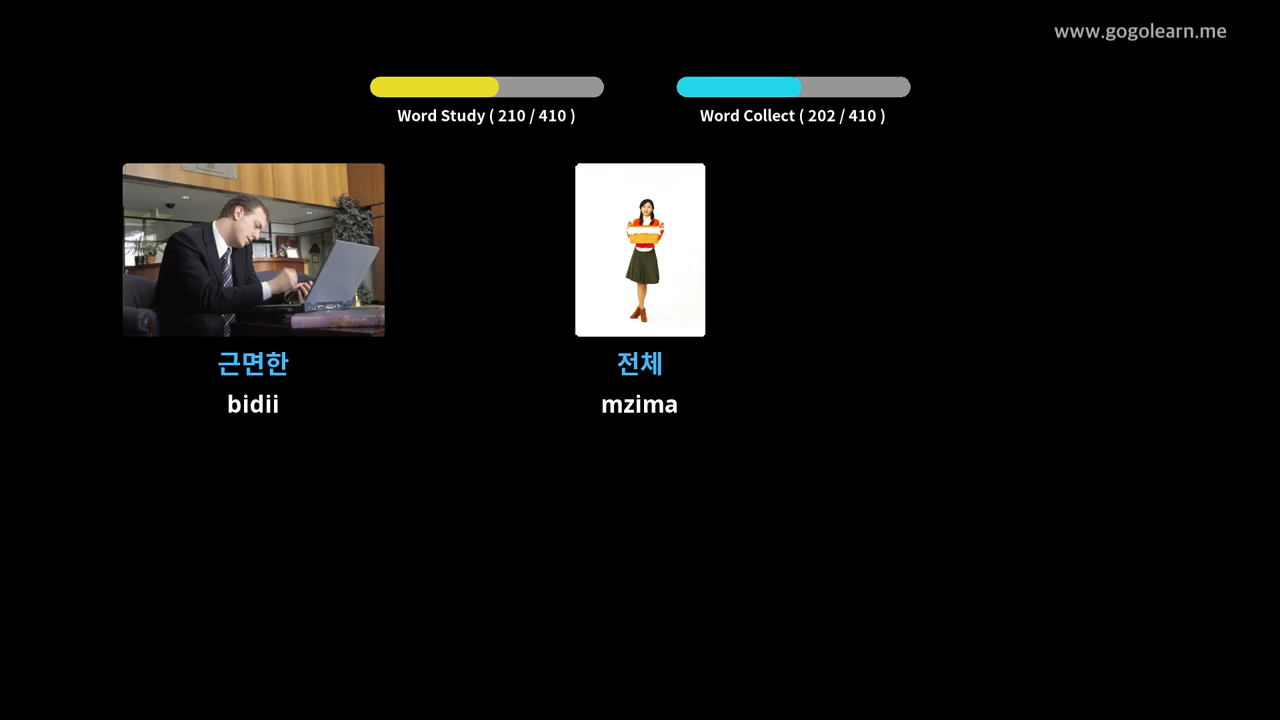 www.gogolearn.me
Word Study ( 210 / 410 )
Word Collect ( 202 / 410 )
근면한
bidii
전체
mzima